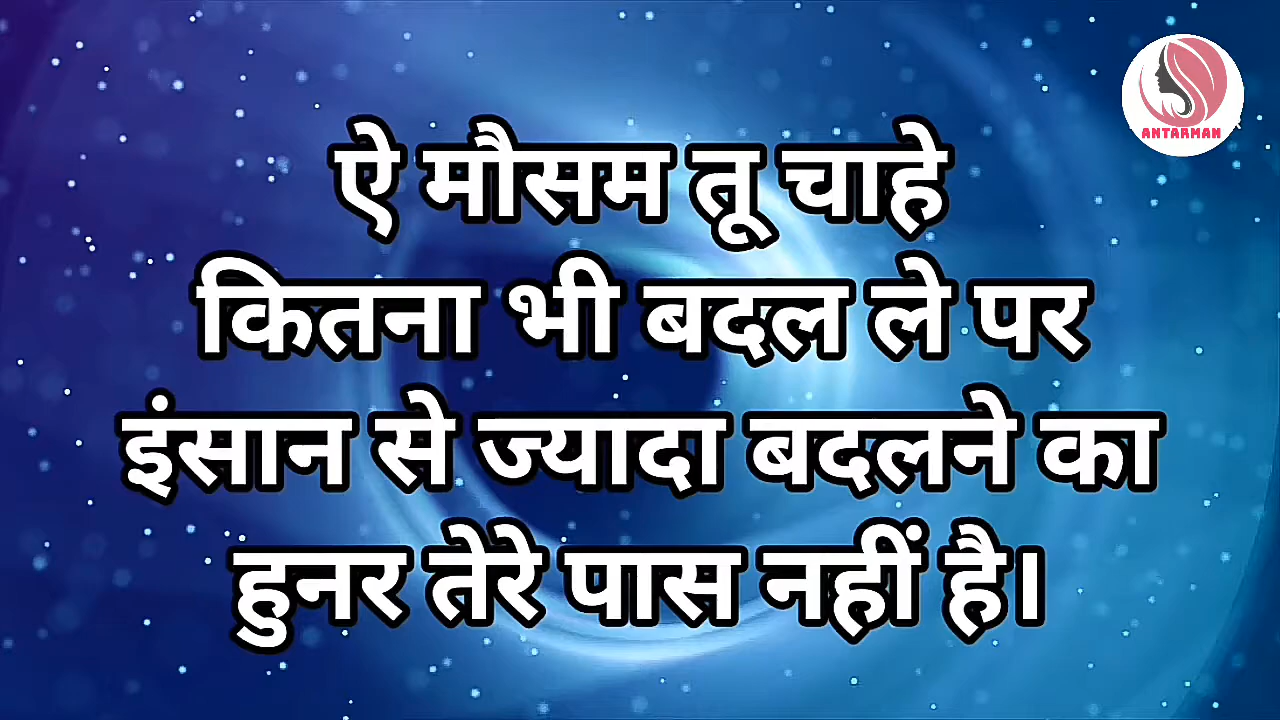 ANTARMAN
ऐ मौसम तू चाहे
कितना भी बदल ले पर
इंसान से ज्यादा बदलने का
हुनर तेरे पास नहीं है।